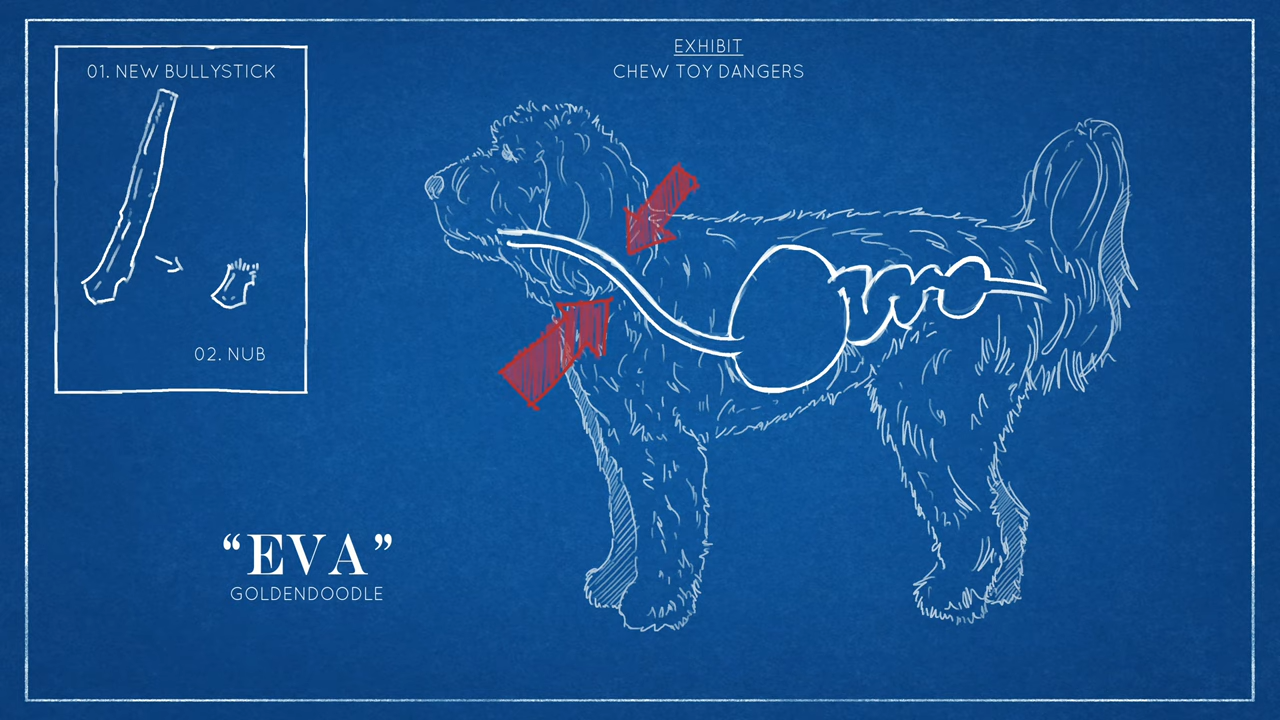 EXHIBIT
CHEW TOY DANGERS
01. NEW BULLYSTICK
02. NUB
“EVA”
GOLDENDOODLE